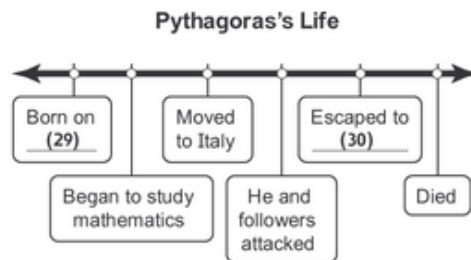 Pythagoras's Life
Born on
(29)
Began to study
mathematics
Moved
to Italy
He and
followers
attacked
Escaped to
(30)
Died